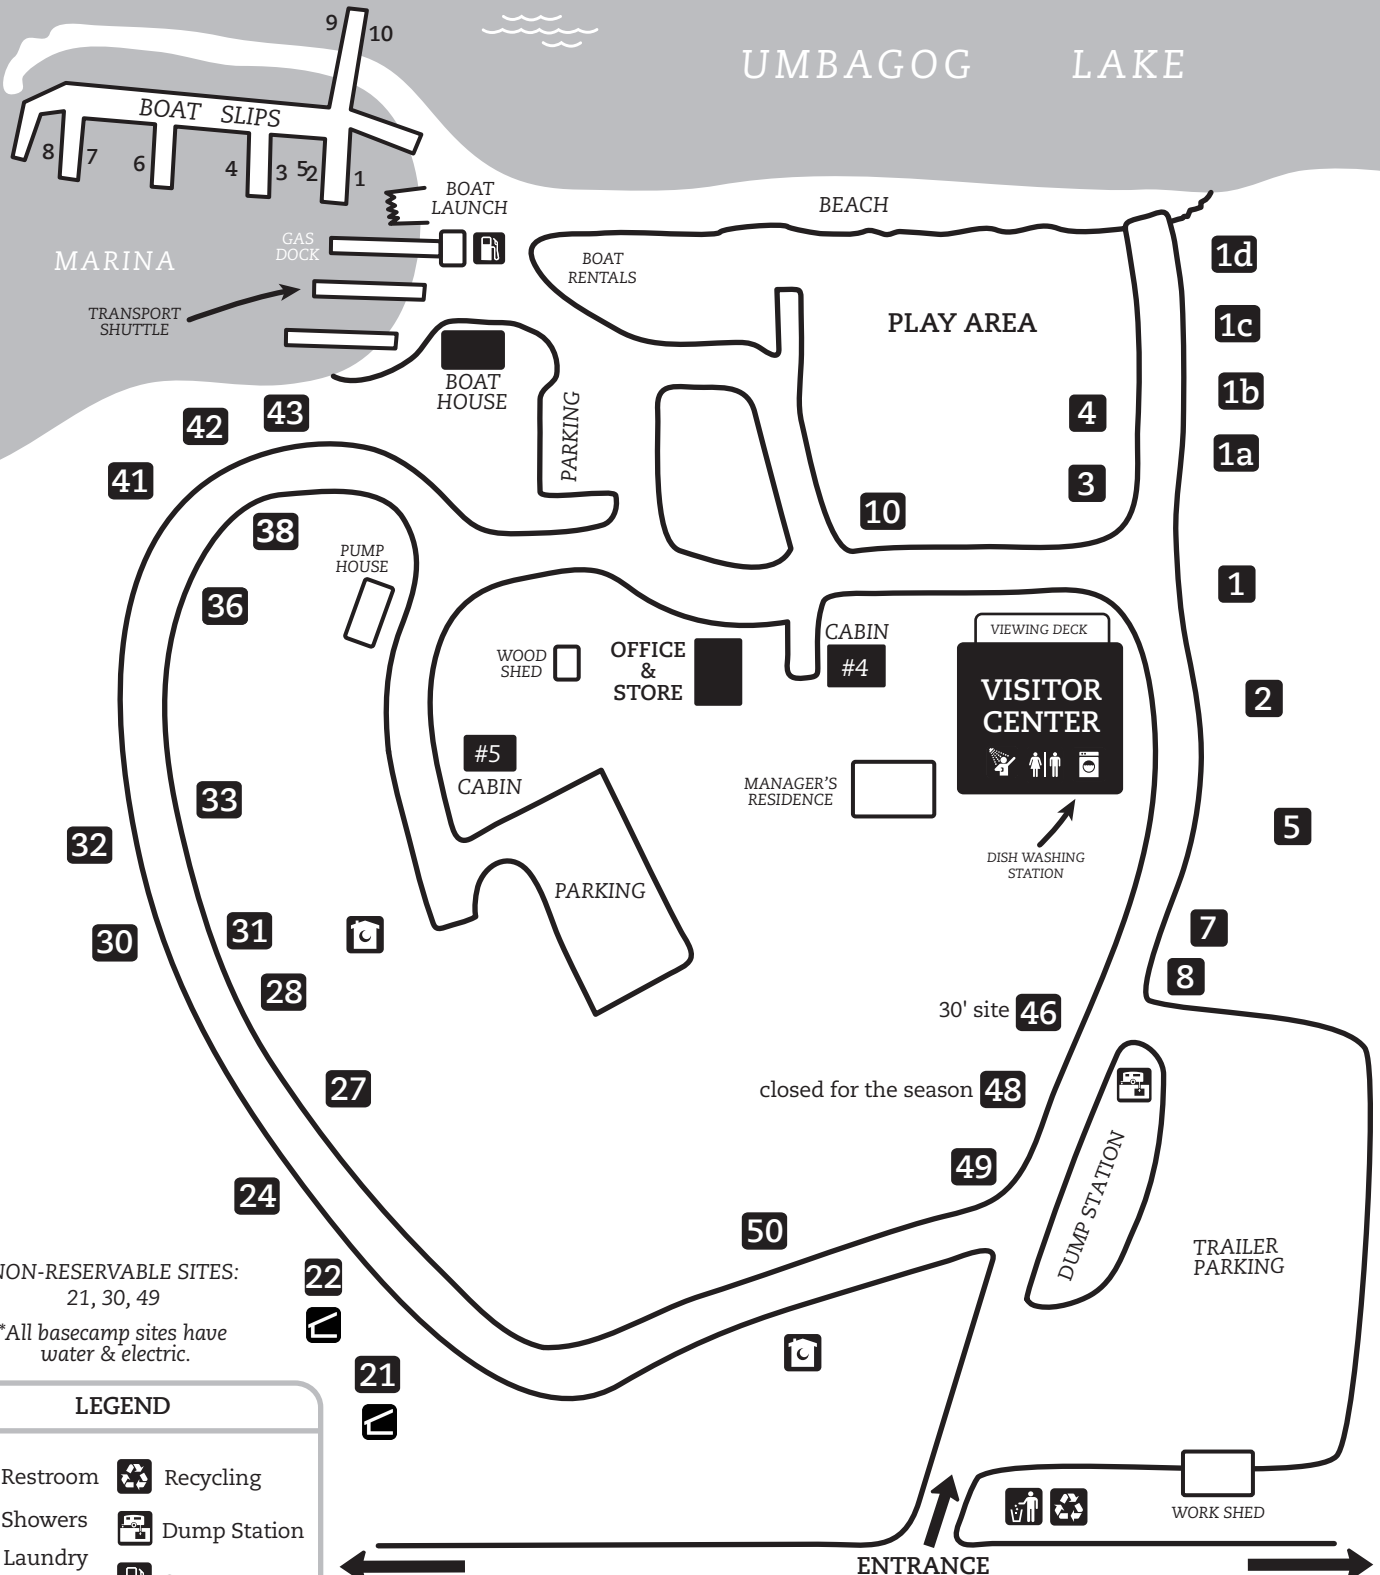 UMBAGOG LAKE
9
10
BOAT SLIPS
8
7
6
4
3
5
2
1
BOAT
LAUNCH
GAS
DOCK
MARINA
TRANSPORT
SHUTTLE
BEACH
BOAT
RENTALS
PLAY AREA
1d
1c
1b
1a
4
3
10
BOAT
HOUSE
PARKING
43
42
41
38
PUMP
HOUSE
36
1
2
5
7
8
WOOD
SHED
OFFICE
&
STORE
CABIN
#4
VIEWING DECK
VISITOR
CENTER
#5
CABIN
MANAGER'S
RESIDENCE
DISH WASHING
STATION
33
32
31
30
28
27
24
PARKING
30' site 46
closed for the season 48
49
50
DUMP STATION
TRAILER
PARKING
22
21
NON-RESERVABLE SITES:
21, 30, 49
*All basecamp sites have
water & electric.
LEGEND
Restroom
Recycling
Showers
Dump Station
Laundry
WORK SHED
ENTRANCE